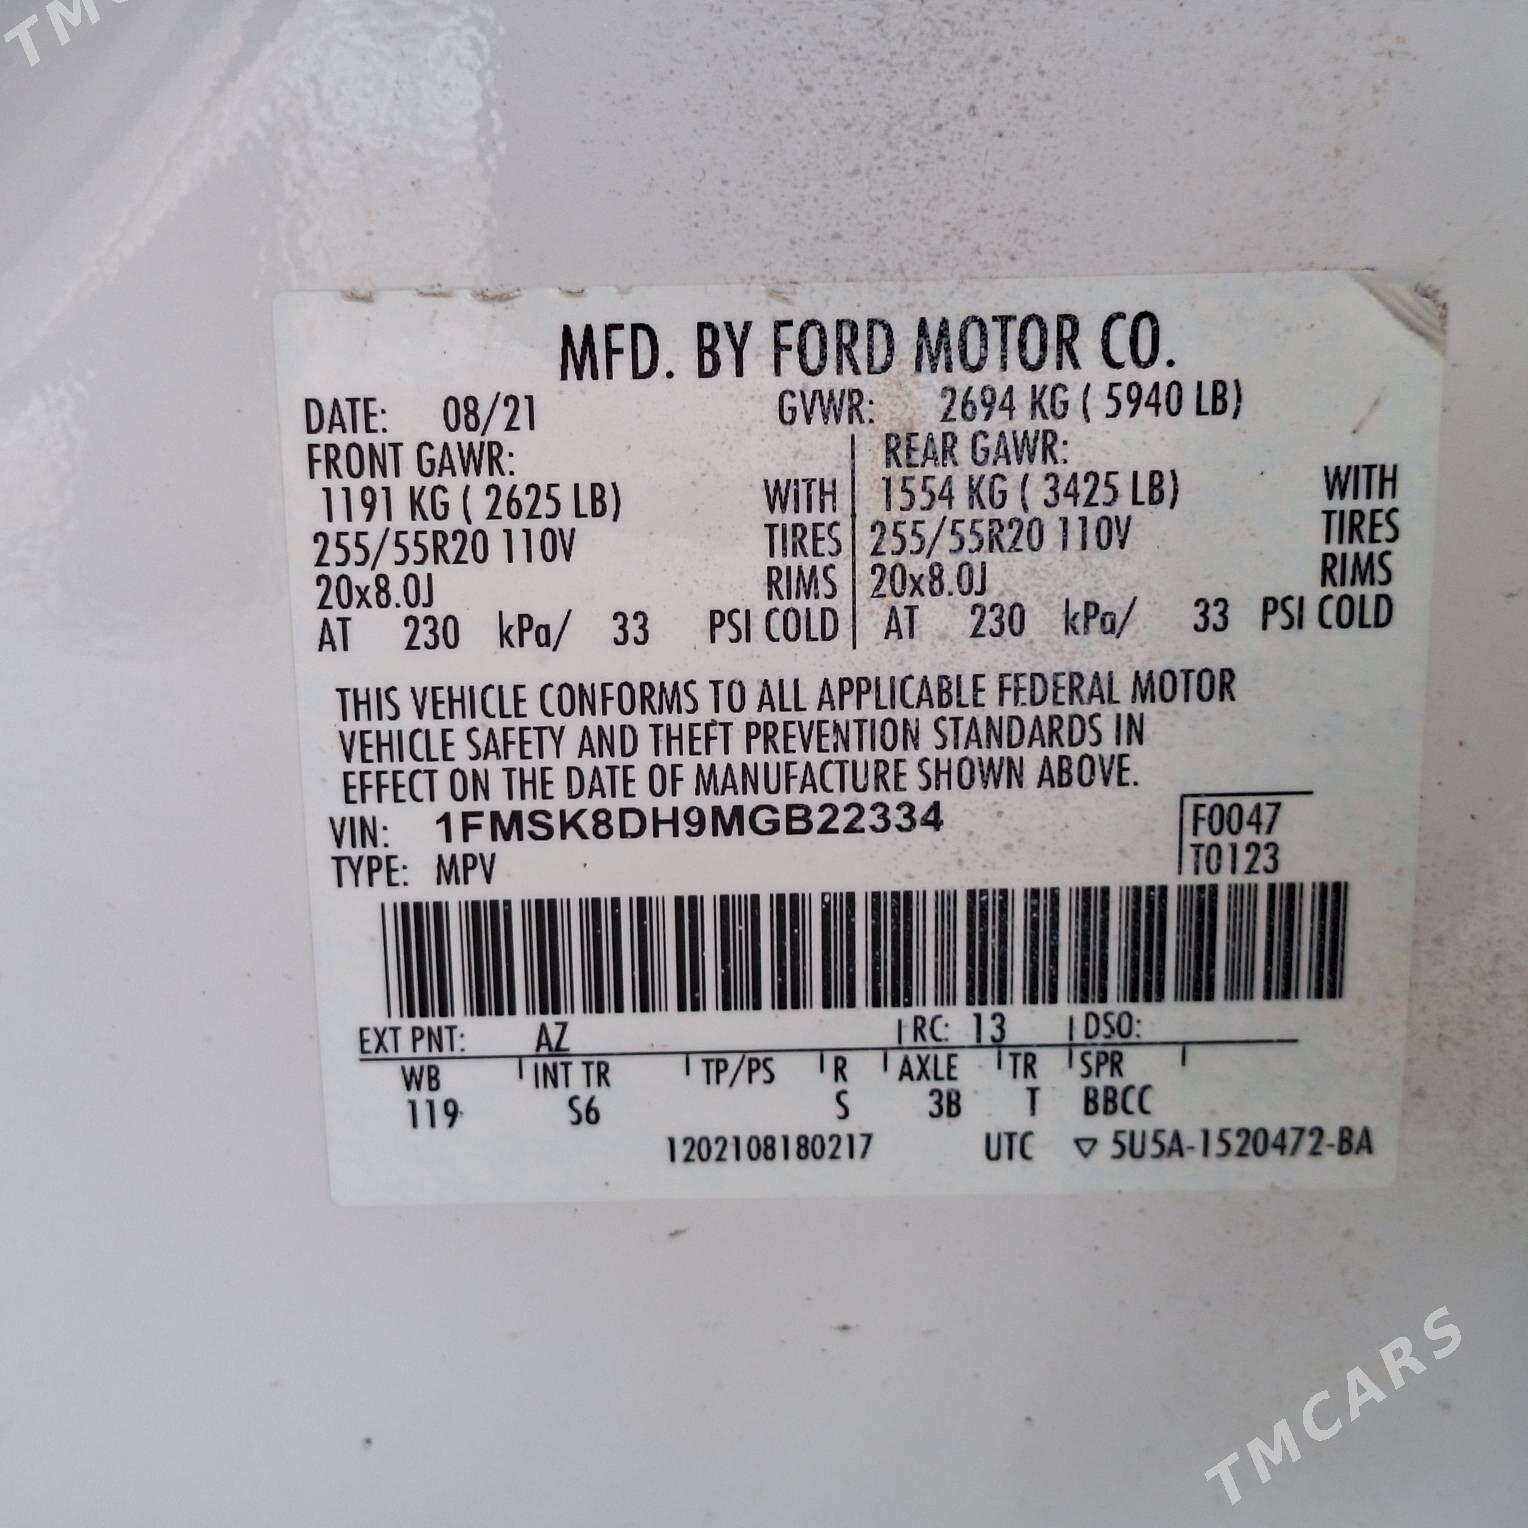 TM
MFD. BY FORD MOTOR CO.
DATE: 08/21 GVWR: 2694 KG ( 5940 LB)
FRONT GAWR: REAR GAWR:
1191 KG ( 2625 LB) WITH 1554 KG ( 3425 LB) WITH
255/55R20 110V TIRES 255/55R20 110V TIRES
20x8.0J RIMS 20x8.0J RIMS
AT 230 kPa/ 33 PSI COLD AT 230 kPa/ 33 PSI COLD
THIS VEHICLE CONFORMS TO ALL APPLICABLE FEDERAL MOTOR
VEHICLE SAFETY AND THEFT PREVENTION STANDARDS IN
EFFECT ON THE DATE OF MANUFACTURE SHOWN ABOVE.
VIN: 1FMSK8DH9MGB22334 F0047
TYPE: MPV T0123
EXT PNT: AZ RC: 13 DSO:
WB INT TR TP/PS R AXLE TR SPR
119 S6 S 3B T BBCC
1202108180217 UTC ▽ 5U5A-1520472-BA
TMCARS